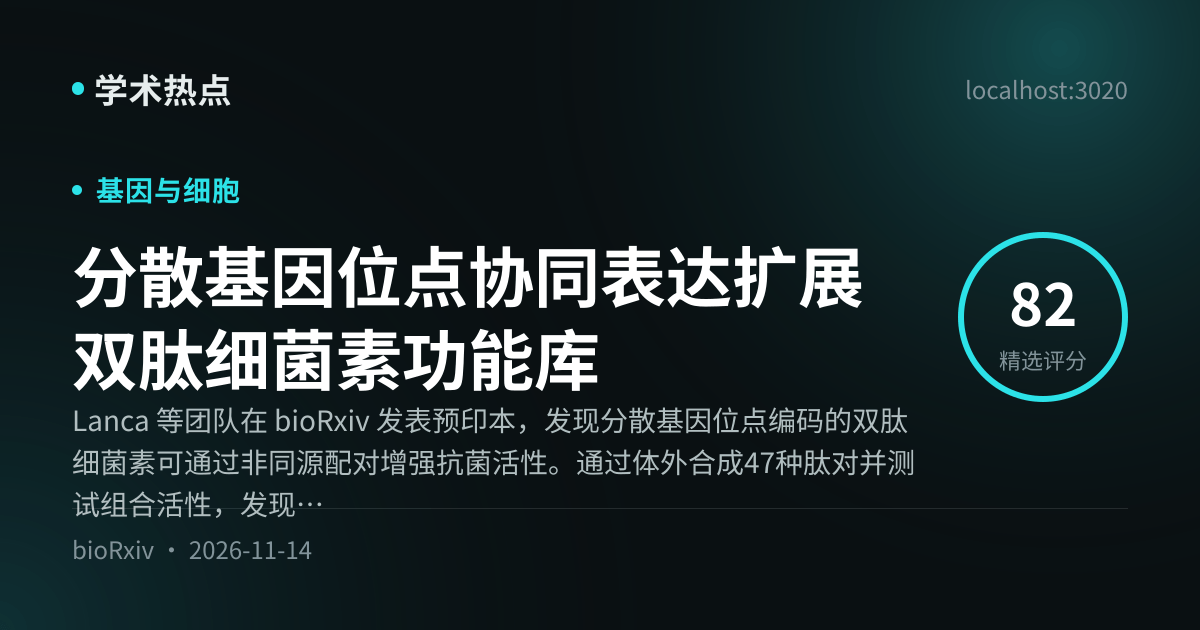 学术热点
localhost:3020
基因与细胞
分散基因位点协同表达扩展
双肽细菌素功能库
82
精选评分
Lanca 等团队在 bioRxiv 发表预印本，发现分散基因位点编码的双肽
细菌素可通过非同源配对增强抗菌活性。通过体外合成47种肽对并测
试组合活性，发现…
bioRxiv • 2026-11-14